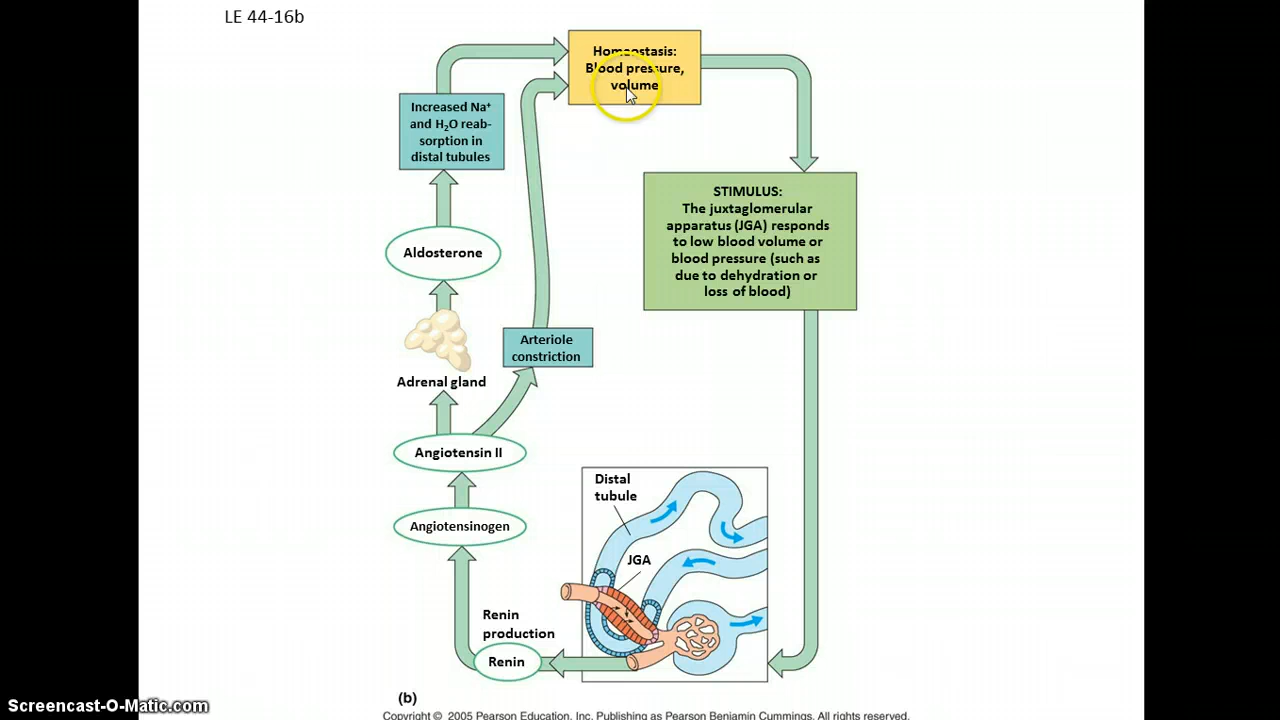 LE 44-16b
Homeostasis:
Blood pressure,
volume
Increased Na⁺
and H₂O reab-
sorption in
distal tubules
STIMULUS:
The juxtaglomerular
apparatus (JGA) responds
to low blood volume or
blood pressure (such as
due to dehydration or
loss of blood)
Aldosterone
Arteriole
constriction
Adrenal gland
Angiotensin II
Distal
tubule
Angiotensinogen
JGA
Renin
production
Renin
(b)
Screencast-O-Matic.com
Copyright © 2005 Pearson Education, Inc. Publishing as Pearson Benjamin Cummings. All rights reserved.